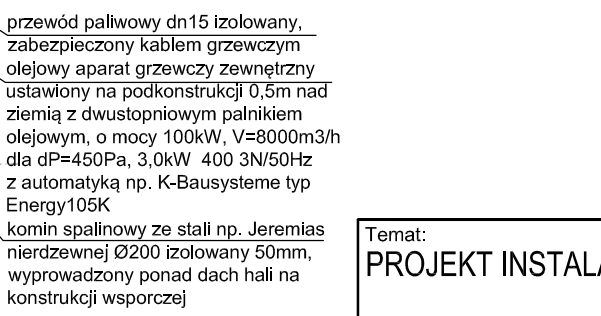 przewód paliwowy dn15 izolowany,
zabezpieczony kablem grzewczym
olejowy aparat grzewczy zewnętrzny
ustawiony na podkonstrukcji 0,5m nad
ziemią z dwustopniowym palnikiem
olejowym, o mocy 100kW, V=8000m3/h
dla dP=450Pa, 3,0kW 400 3N/50Hz
z automatyką np. K-Bausysteme typ
Energy105K
komin spalinowy ze stali np. Jeremias
nierdzewnej Ø200 izolowany 50mm,
wyprowadzony ponad dach hali na
konstrukcji wsporczej
Temat:
PROJEKT INSTALA